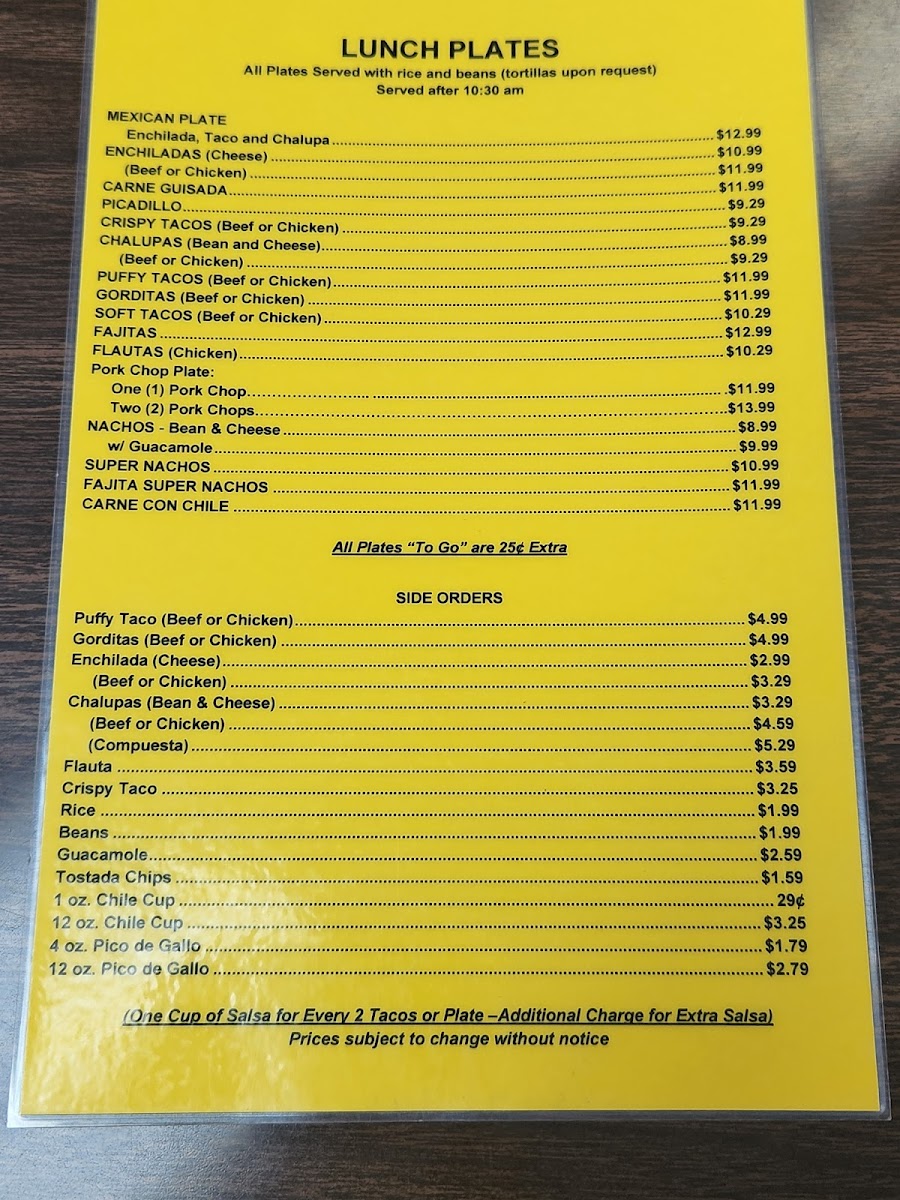 LUNCH PLATES
All Plates Served with rice and beans (tortillas upon request)
Served after 10:30 am
MEXICAN PLATE
Enchilada, Taco and Chalupa $12.99
ENCHILADAS (Cheese) $10.99
(Beef or Chicken) $11.99
CARNE GUISADA $11.99
PICADILLO $9.29
CRISPY TACOS (Beef or Chicken) $9.29
CHALUPAS (Bean and Cheese) $8.99
(Beef or Chicken) $9.29
PUFFY TACOS (Beef or Chicken) $11.99
GORDITAS (Beef or Chicken) $11.99
SOFT TACOS (Beef or Chicken) $10.29
FAJITAS $12.99
FLAUTAS (Chicken) $10.29
Pork Chop Plate:
One (1) Pork Chop $11.99
Two (2) Pork Chops $13.99
NACHOS - Bean & Cheese $8.99
w/ Guacamole $9.99
SUPER NACHOS $10.99
FAJITA SUPER NACHOS $11.99
CARNE CON CHILE $11.99
All Plates “To Go” are 25¢ Extra
SIDE ORDERS
Puffy Taco (Beef or Chicken) $4.99
Gorditas (Beef or Chicken) $4.99
Enchilada (Cheese) $2.99
(Beef or Chicken) $3.29
Chalupas (Bean & Cheese) $3.29
(Beef or Chicken) $4.59
(Compuesta) $5.29
Flauta $3.59
Crispy Taco $3.25
Rice $1.99
Beans $1.99
Guacamole $2.59
Tostada Chips $1.59
1 oz. Chile Cup 29¢
12 oz. Chile Cup $3.25
4 oz. Pico de Gallo $1.79
12 oz. Pico de Gallo $2.79
(One Cup of Salsa for Every 2 Tacos or Plate –Additional Charge for Extra Salsa)
Prices subject to change without notice